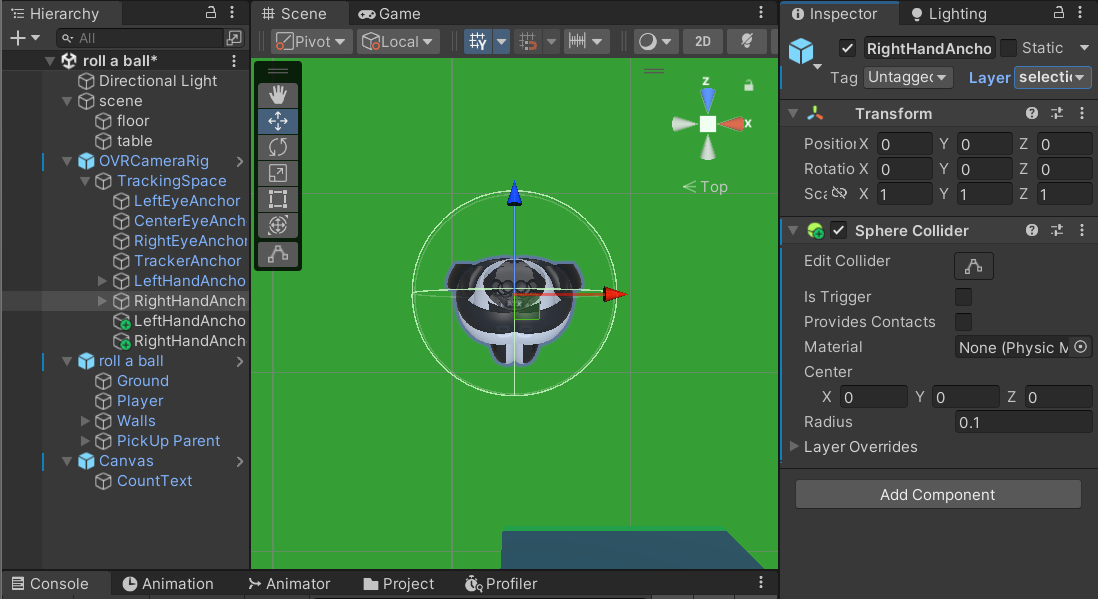 Hierarchy
All
roll a ball*
Directional Light
scene
floor
table
OVRCameraRig
TrackingSpace
LeftEyeAnchor
CenterEyeAnch
RightEyeAnchor
TrackerAnchor
LeftHandAncho
RightHandAnch
LeftHandAncho
RightHandAnch
roll a ball
Ground
Player
Walls
PickUp Parent
Canvas
CountText
Scene Game
Pivot Local Y 2D
z
x
Top
Inspector Lighting
RightHandAncho Static
Tag Untagged Layer selectio
Transform
Position X 0 Y 0 Z 0
Rotatio X 0 Y 0 Z 0
Sca X 1 Y 1 Z 1
Sphere Collider
Edit Collider
Is Trigger
Provides Contacts
Material None (Physic M
Center
X 0 Y 0 Z 0
Radius 0.1
Layer Overrides
Add Component
Console Animation Animator Project Profiler